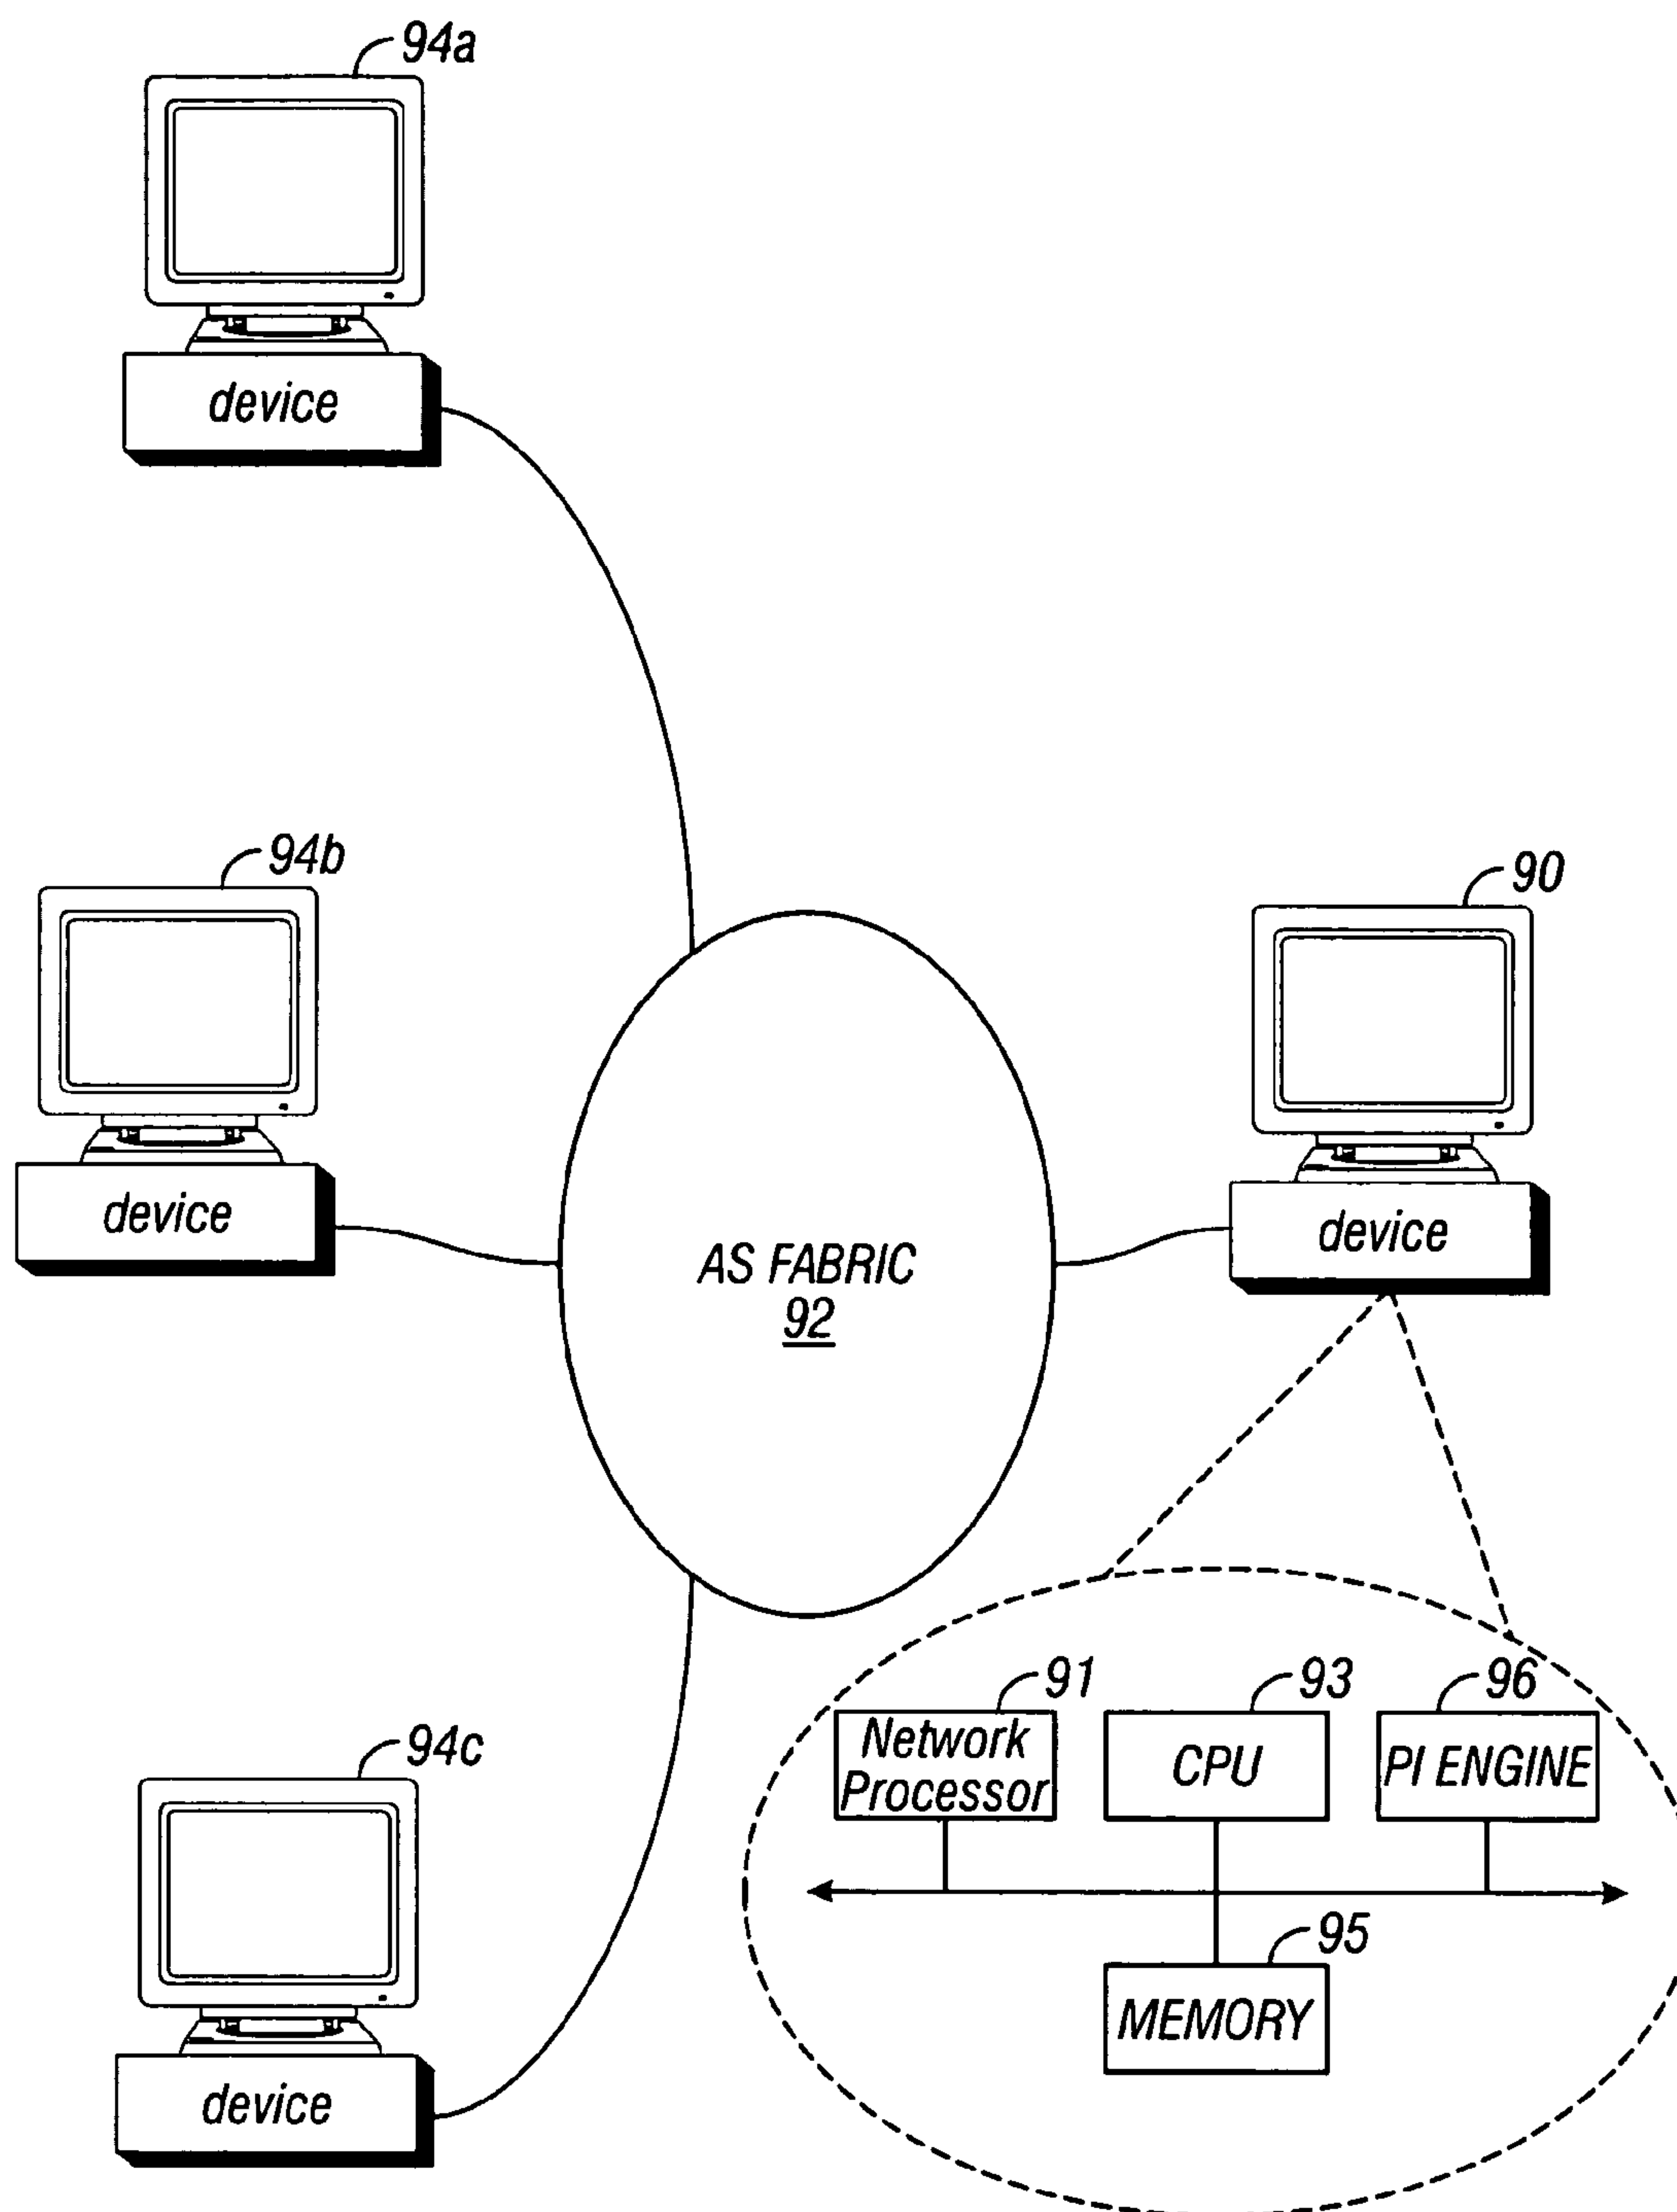 94a
device
94b
device
90
device
AS FABRIC
92
94c
device
91
Network
Processor
93
CPU
96
PI ENGINE
95
MEMORY